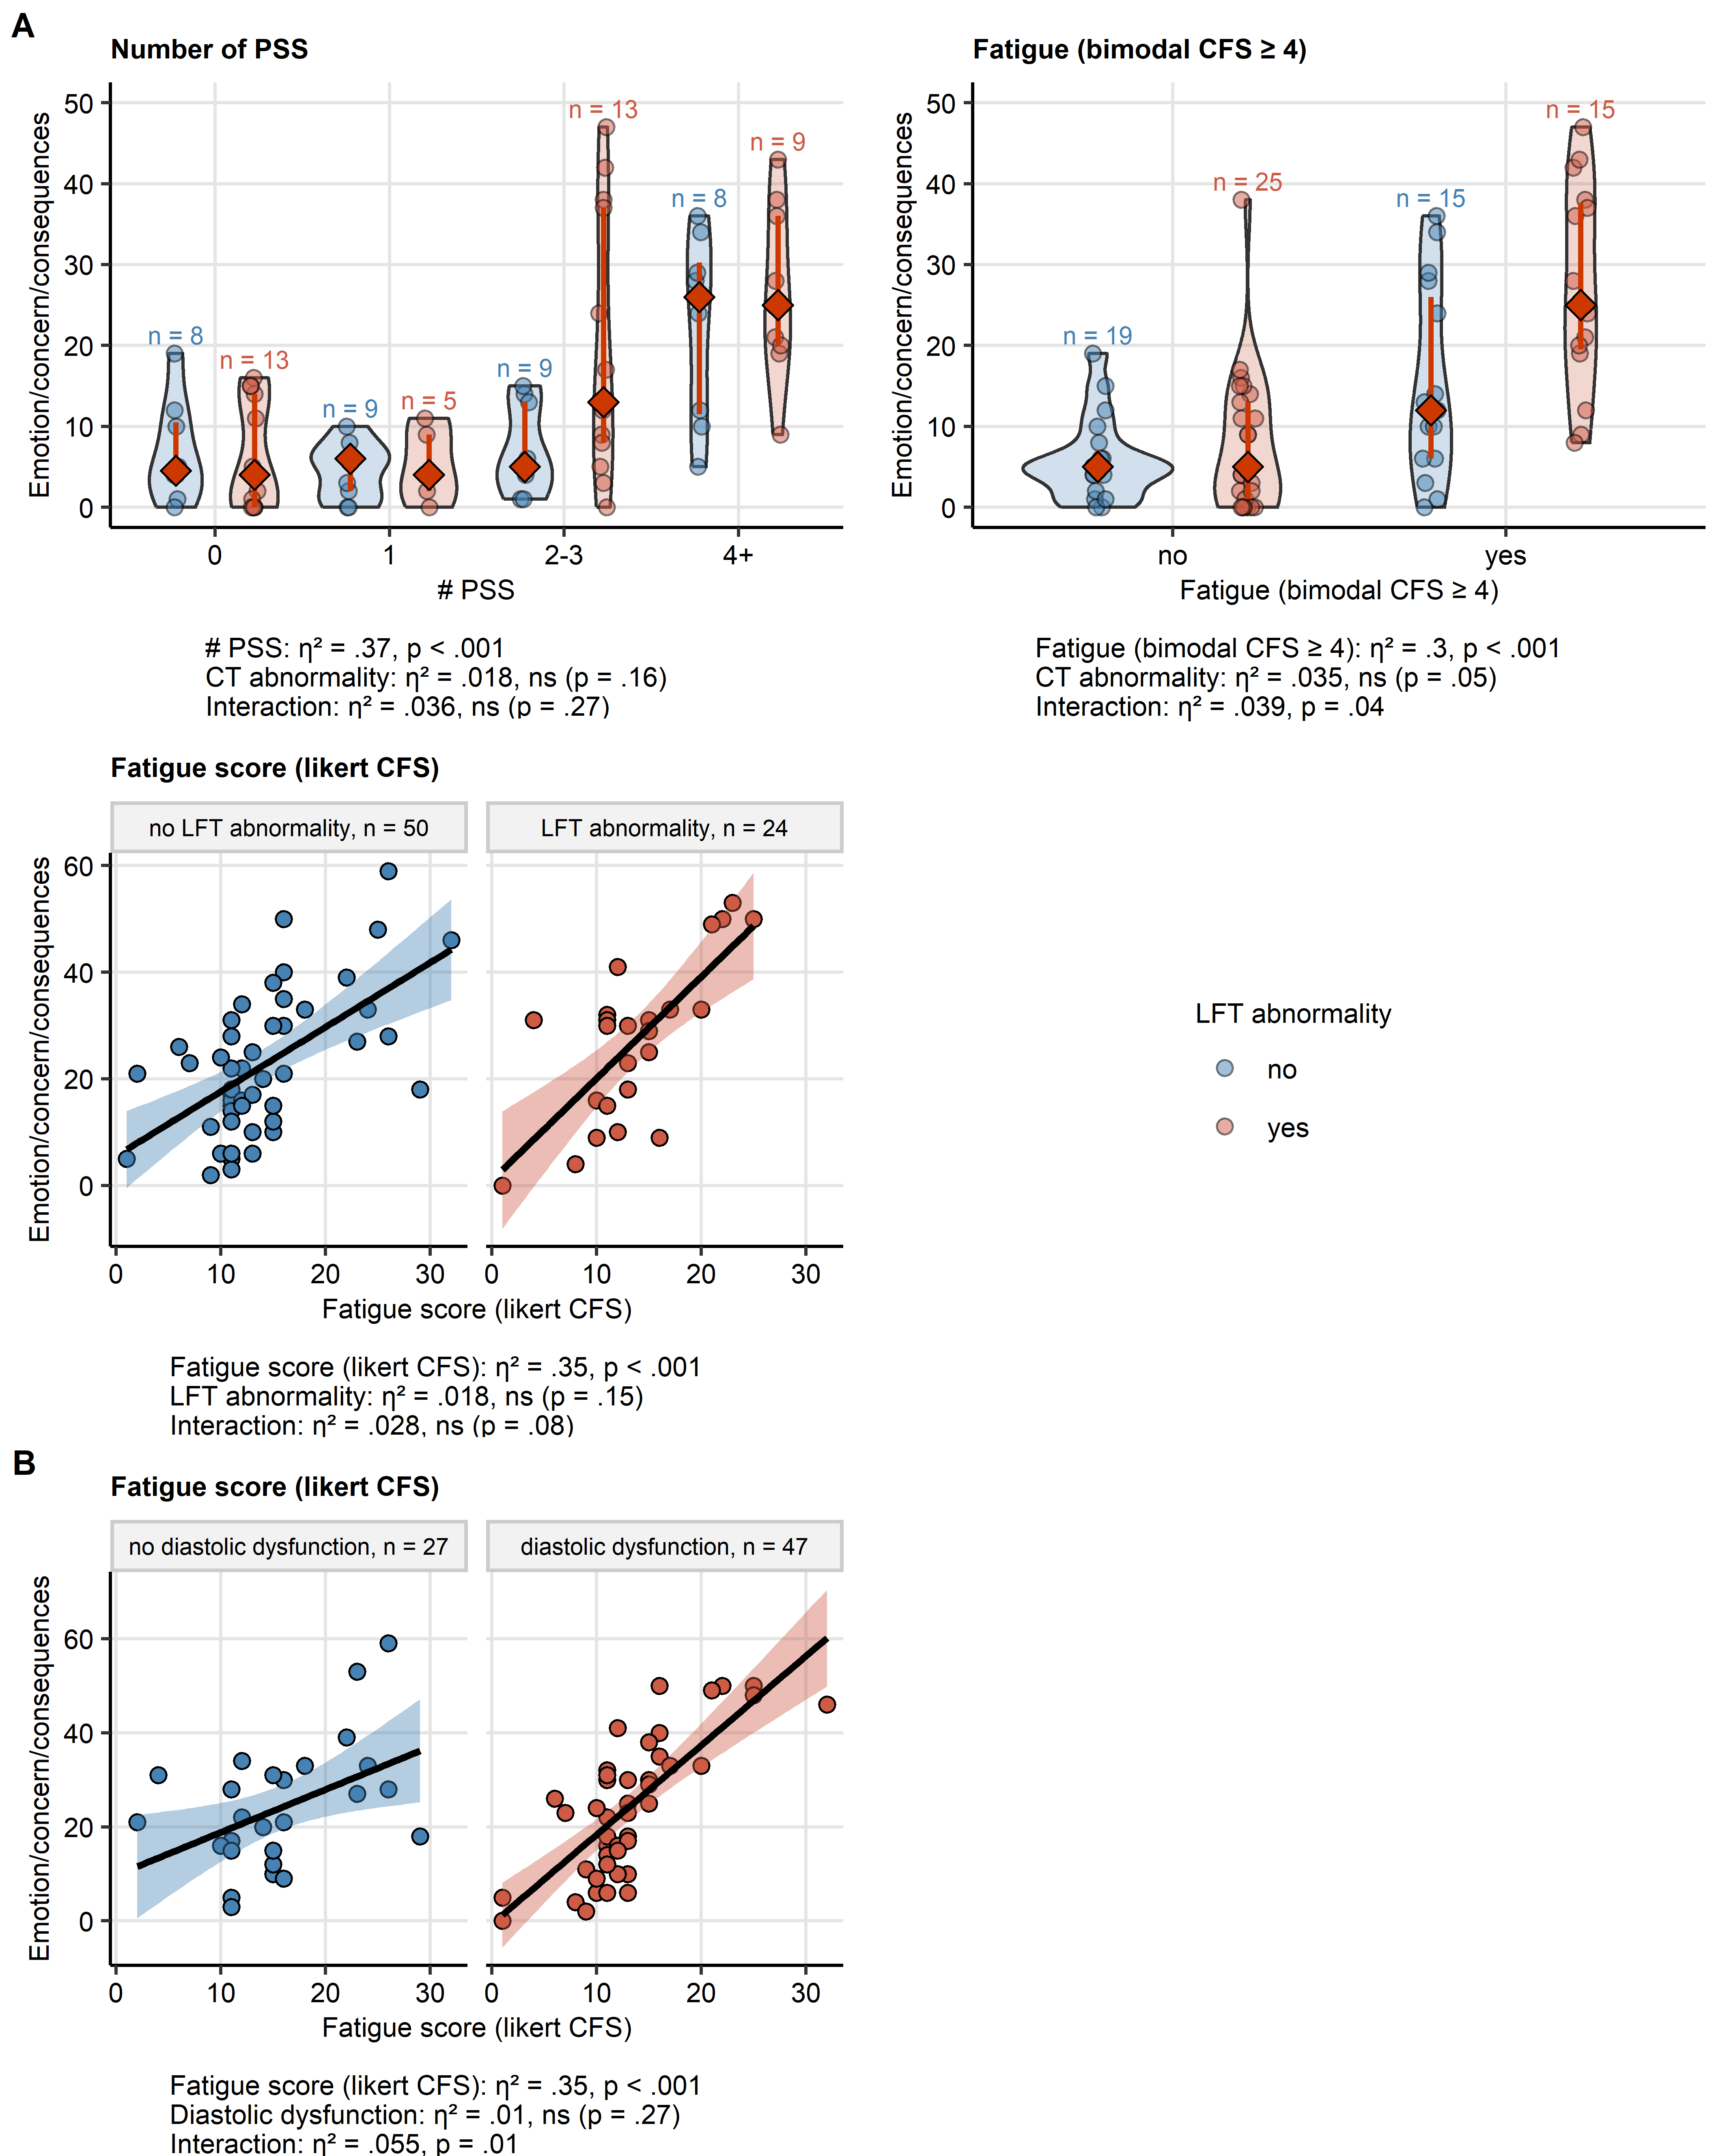 A
Number of PSS
Emotion/concern/consequences
50
40
30
20
10
0
n = 8
n = 13
n = 9
n = 5
n = 9
n = 13
n = 8
n = 9
0
1
2-3
4+
# PSS
# PSS: η² = .37, p < .001
CT abnormality: η² = .018, ns (p = .16)
Interaction: η² = .036, ns (p = .27)
Fatigue (bimodal CFS ≥ 4)
Emotion/concern/consequences
50
40
30
20
10
0
n = 19
n = 25
n = 15
n = 15
no
yes
Fatigue (bimodal CFS ≥ 4)
Fatigue (bimodal CFS ≥ 4): η² = .3, p < .001
CT abnormality: η² = .035, ns (p = .05)
Interaction: η² = .039, p = .04
Fatigue score (likert CFS)
no LFT abnormality, n = 50
LFT abnormality, n = 24
Emotion/concern/consequences
60
40
20
0
0
10
20
30
0
10
20
30
Fatigue score (likert CFS)
Fatigue score (likert CFS): η² = .35, p < .001
LFT abnormality: η² = .018, ns (p = .15)
Interaction: η² = .028, ns (p = .08)
LFT abnormality
no
yes
B
Fatigue score (likert CFS)
no diastolic dysfunction, n = 27
diastolic dysfunction, n = 47
Emotion/concern/consequences
60
40
20
0
0
10
20
30
0
10
20
30
Fatigue score (likert CFS)
Fatigue score (likert CFS): η² = .35, p < .001
Diastolic dysfunction: η² = .01, ns (p = .27)
Interaction: η² = .055, p = .01